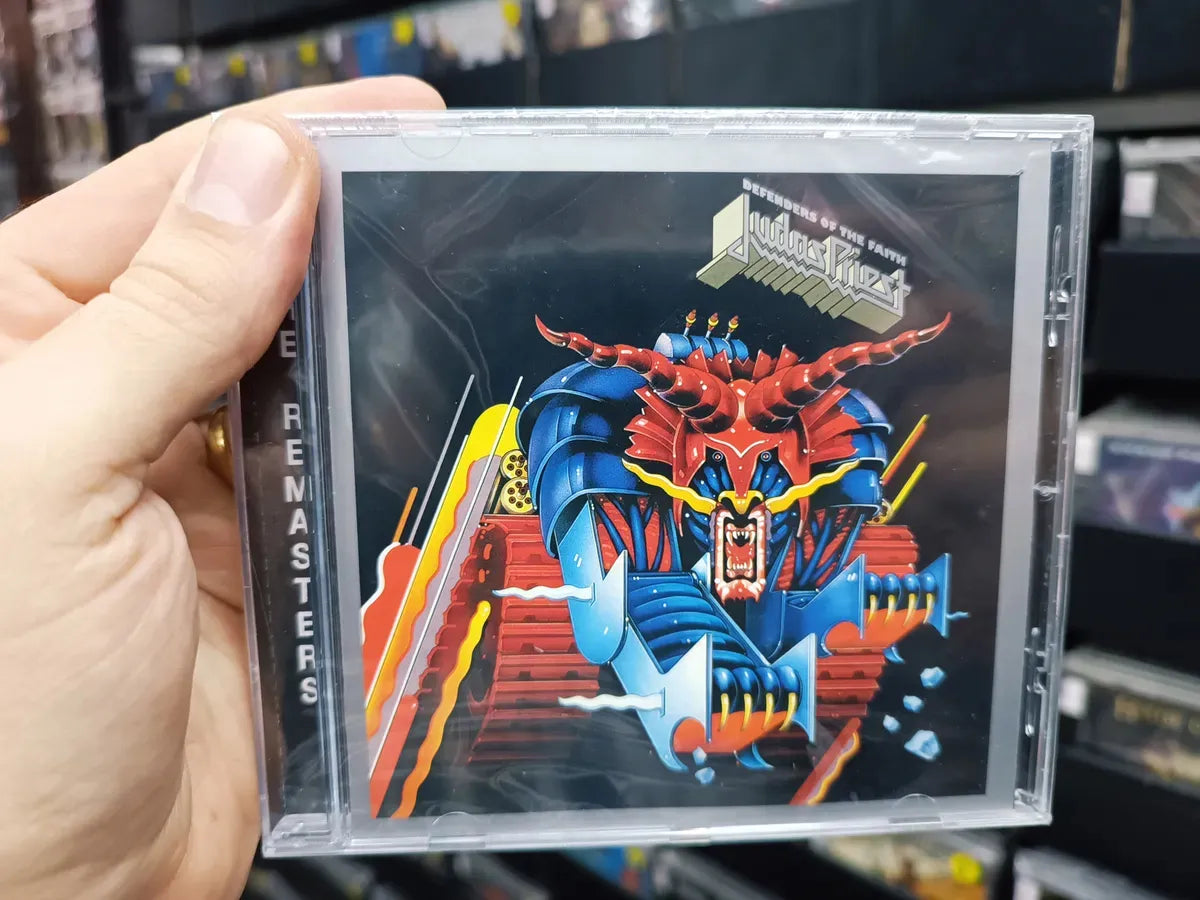 DEFENDERS OF THE FAITH
Judas Priest
E REMASTERS